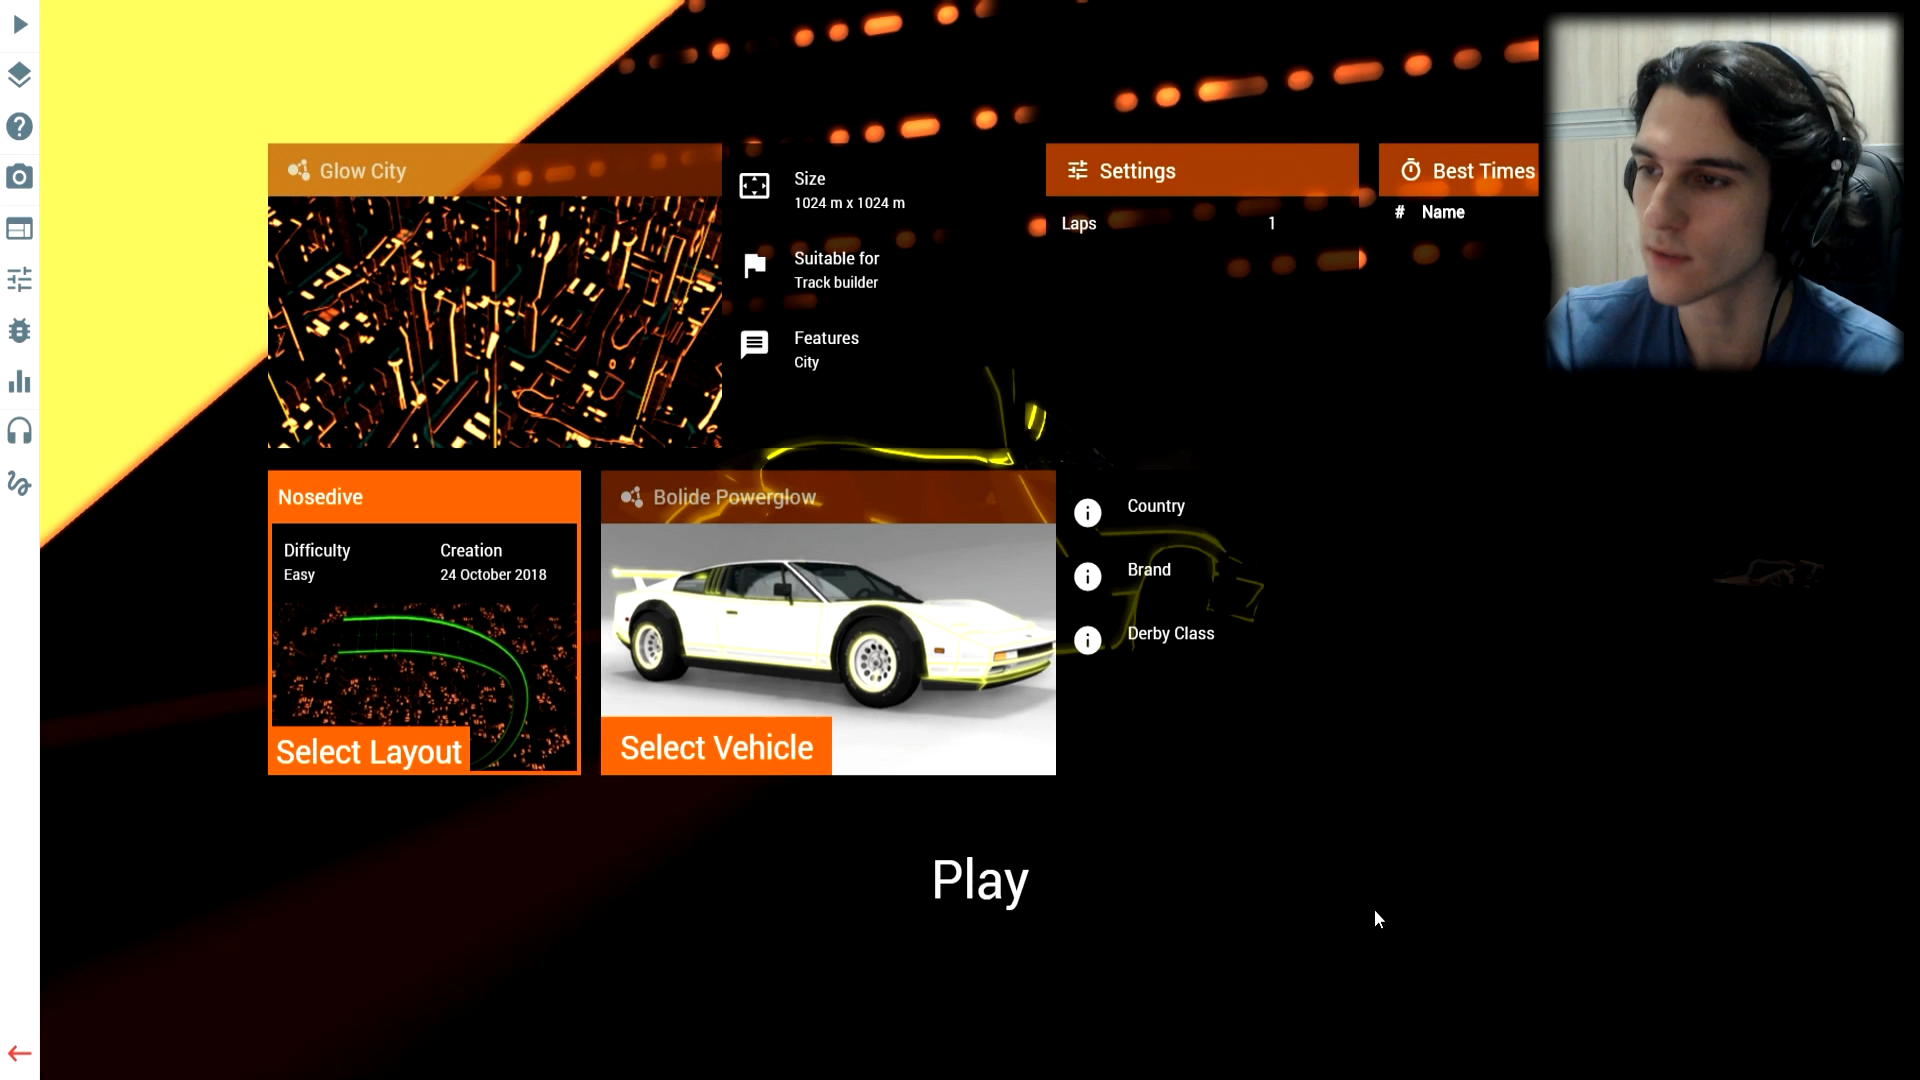 Glow City
Size
1024 m x 1024 m
Suitable for
Track builder
Features
City
Settings
Laps 1
Best Times
# Name
Nosedive
Difficulty
Easy
Creation
24 October 2018
Select Layout
Bolide Powerglow
Select Vehicle
Country
Brand
Derby Class
Play